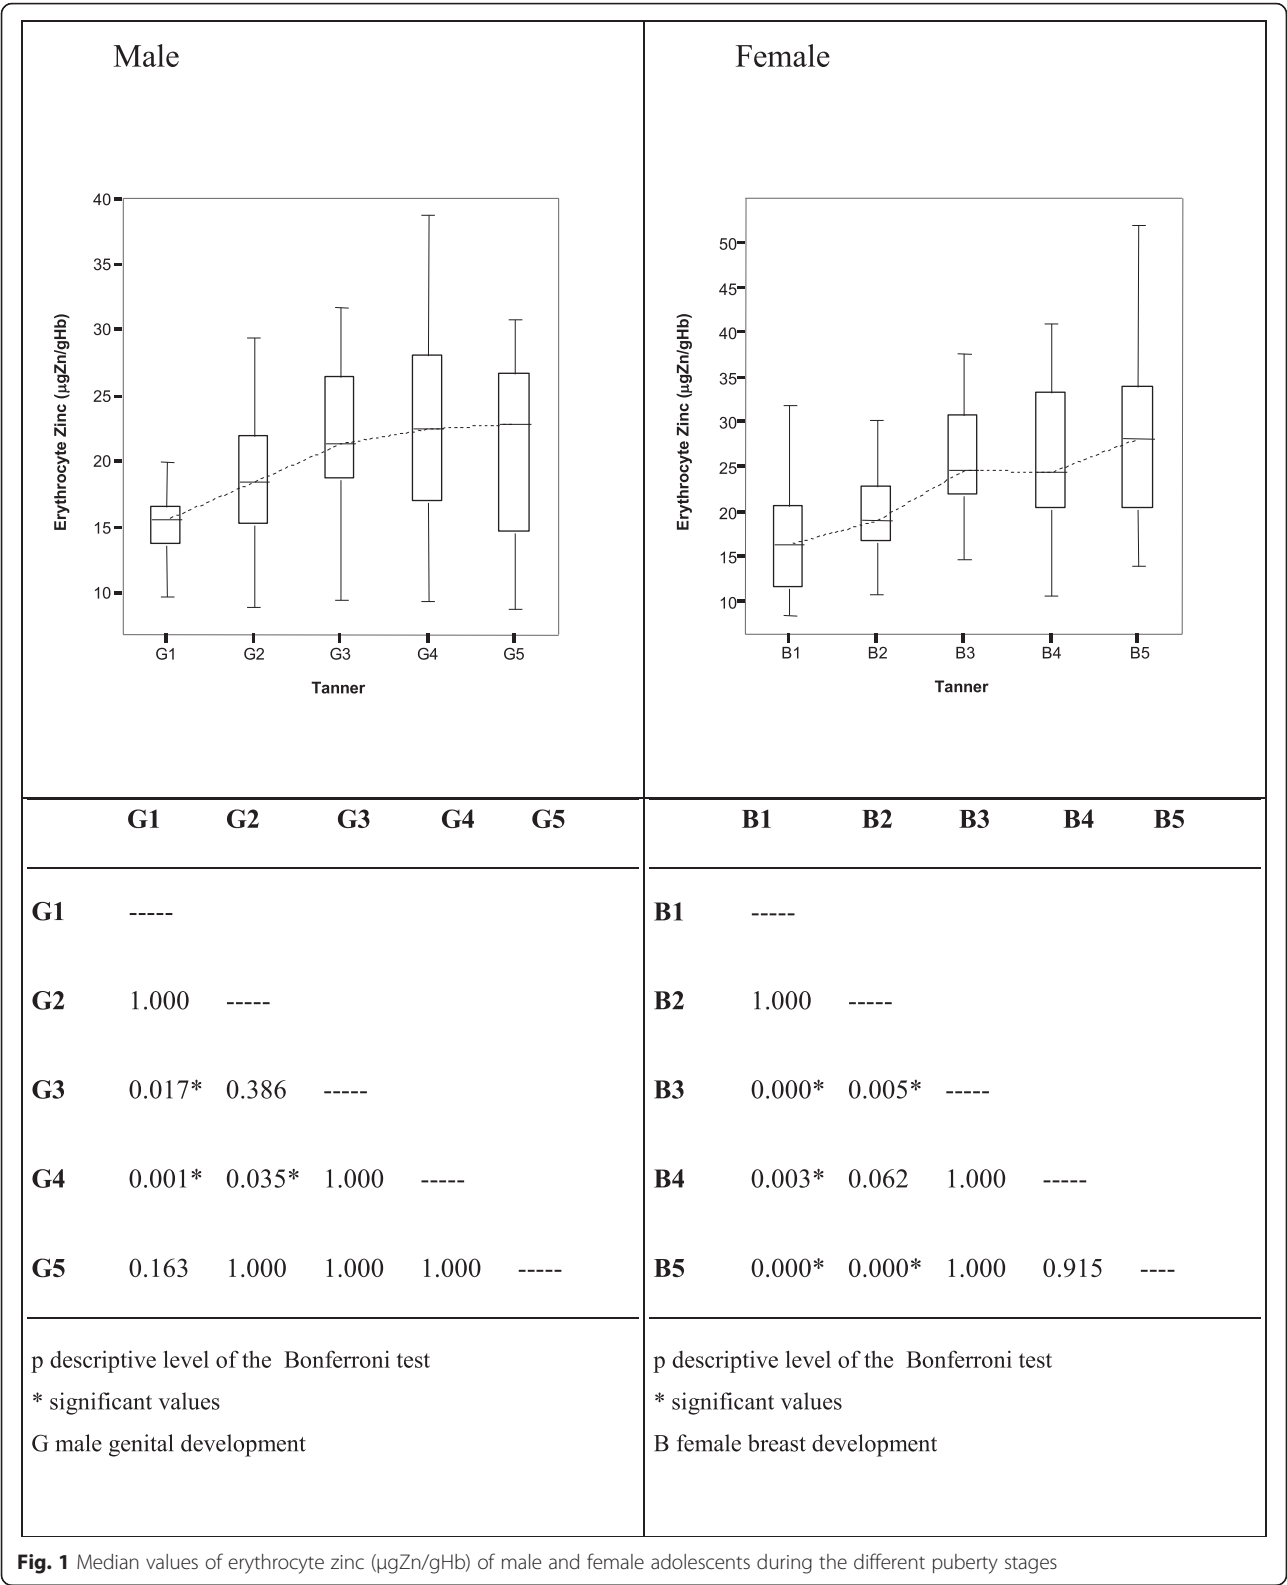 Male
40
35
30
25
20
15
10
Erythrocyte Zinc (µgZn/gHb)
G1 G2 G3 G4 G5
Tanner
Female
50
45
40
35
30
25
20
15
10
Erythrocyte Zinc (µgZn/gHb)
B1 B2 B3 B4 B5
Tanner
G1 G2 G3 G4 G5
G1 -----
G2 1.000 -----
G3 0.017* 0.386 -----
G4 0.001* 0.035* 1.000 -----
G5 0.163 1.000 1.000 1.000 -----
p descriptive level of the Bonferroni test
* significant values
G male genital development
B1 B2 B3 B4 B5
B1 -----
B2 1.000 -----
B3 0.000* 0.005* -----
B4 0.003* 0.062 1.000 -----
B5 0.000* 0.000* 1.000 0.915 ----
p descriptive level of the Bonferroni test
* significant values
B female breast development
Fig. 1 Median values of erythrocyte zinc (µgZn/gHb) of male and female adolescents during the different puberty stages